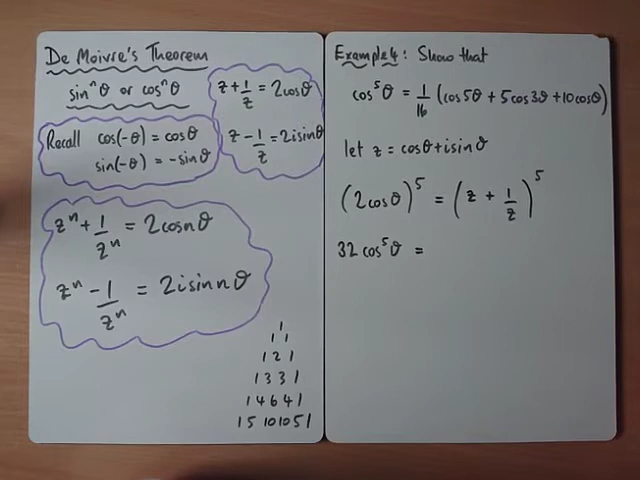 De Moivre's Theorem
sinⁿθ or cosⁿθ
z + 1/z = 2cosθ
z - 1/z = 2isinθ
Recall cos(-θ) = cosθ
sin(-θ) = -sinθ
zⁿ + 1/zⁿ = 2cosnθ
zⁿ - 1/zⁿ = 2isinnθ
1
1 1
1 2 1
1 3 3 1
1 4 6 4 1
1 5 10 10 5 1
Example 4: Show that
cos⁵θ = 1/16 (cos5θ + 5cos3θ + 10cosθ)
let z = cosθ + isinθ
(2cosθ)⁵ = (z + 1/z)⁵
32cos⁵θ =